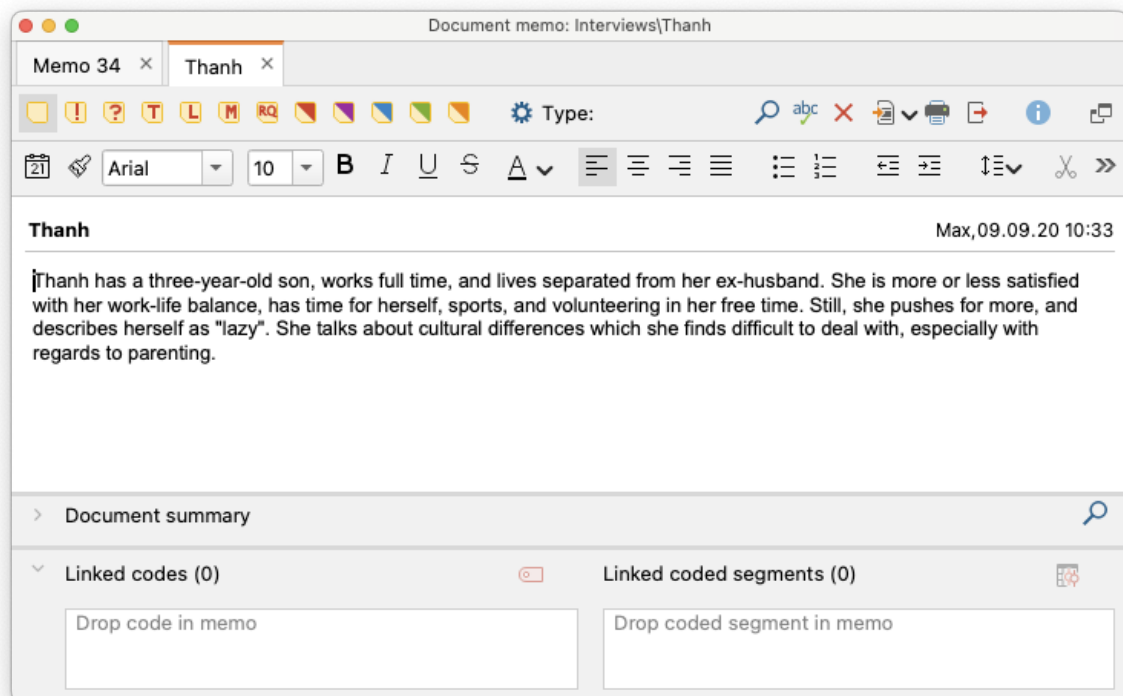 Document memo: Interviews\Thanh
Memo 34 ×
Thanh ×
! ? T L M RQ Type: abc
21 Arial 10 B I U S A
Thanh Max,09.09.20 10:33
Thanh has a three-year-old son, works full time, and lives separated from her ex-husband. She is more or less satisfied
with her work-life balance, has time for herself, sports, and volunteering in her free time. Still, she pushes for more, and
describes herself as "lazy". She talks about cultural differences which she finds difficult to deal with, especially with
regards to parenting.
Document summary
Linked codes (0)
Linked coded segments (0)
Drop code in memo
Drop coded segment in memo